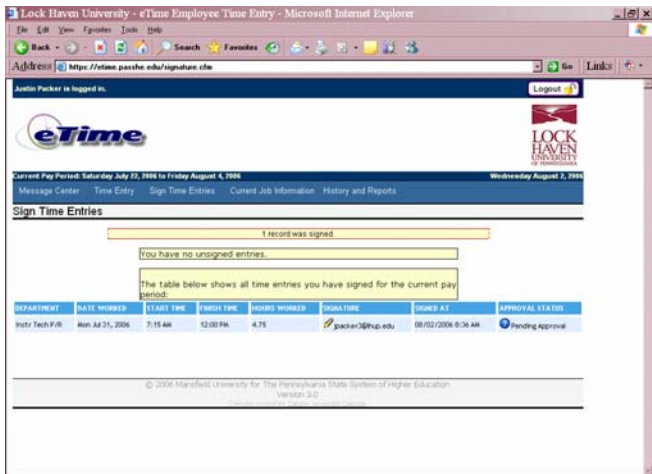 Lock Haven University - eTime Employee Time Entry - Microsoft Internet Explorer
File Edit View Favorites Tools Help
Back Search Favorites
Address https://etime.passhe.edu/signature.cfm Go Links
Justin Packer is logged in. Logout
eTime
LOCK
HAVEN
UNIVERSITY
OF PENNSYLVANIA
Current Pay Period: Saturday July 22, 2006 to Friday August 4, 2006 Wednesday August 2, 2006
Message Center Time Entry Sign Time Entries Current Job Information History and Reports
Sign Time Entries
1 record was signed.
You have no unsigned entries.
The table below shows all time entries you have signed for the current pay
period:
DEPARTMENT DATE WORKED START TIME FINISH TIME HOURS WORKED SIGNATURE SIGNED AT APPROVAL STATUS
Instr Tech P/R Mon Jul 31, 2006 7:15 AM 12:00 PM 4.75 jpacker3@lhup.edu 08/02/2006 8:36 AM Pending Approval
© 2006 Mansfield University for The Pennsylvania State System of Higher Education
Version 3.0